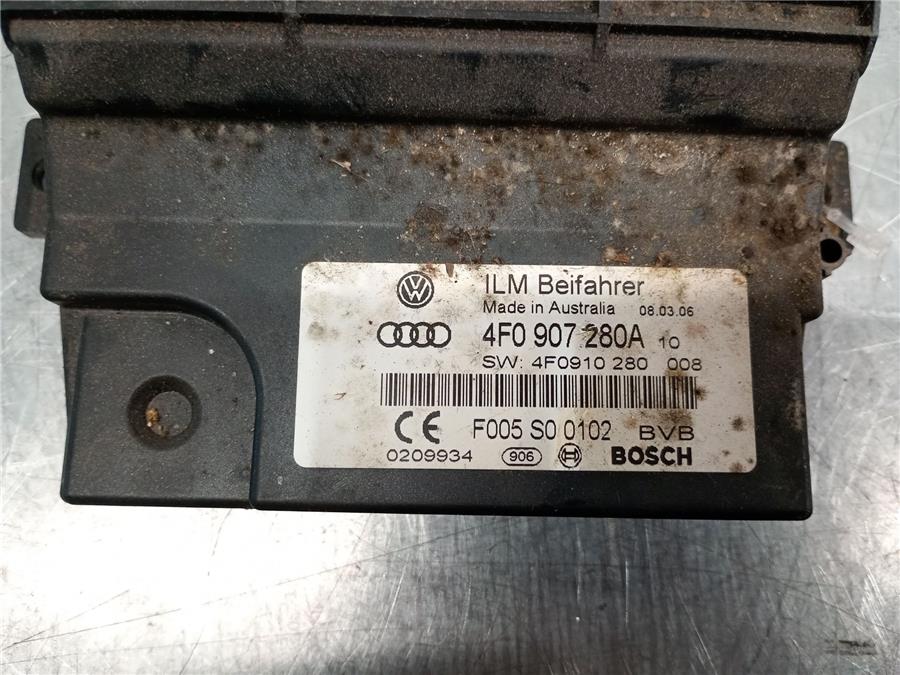 ILM Beifahrer
Made in Australia 08.03.06
4F0 907 280A 10
SW: 4F0910 280 008
CE F005 S0 0102 BVB
0209934 906 BOSCH